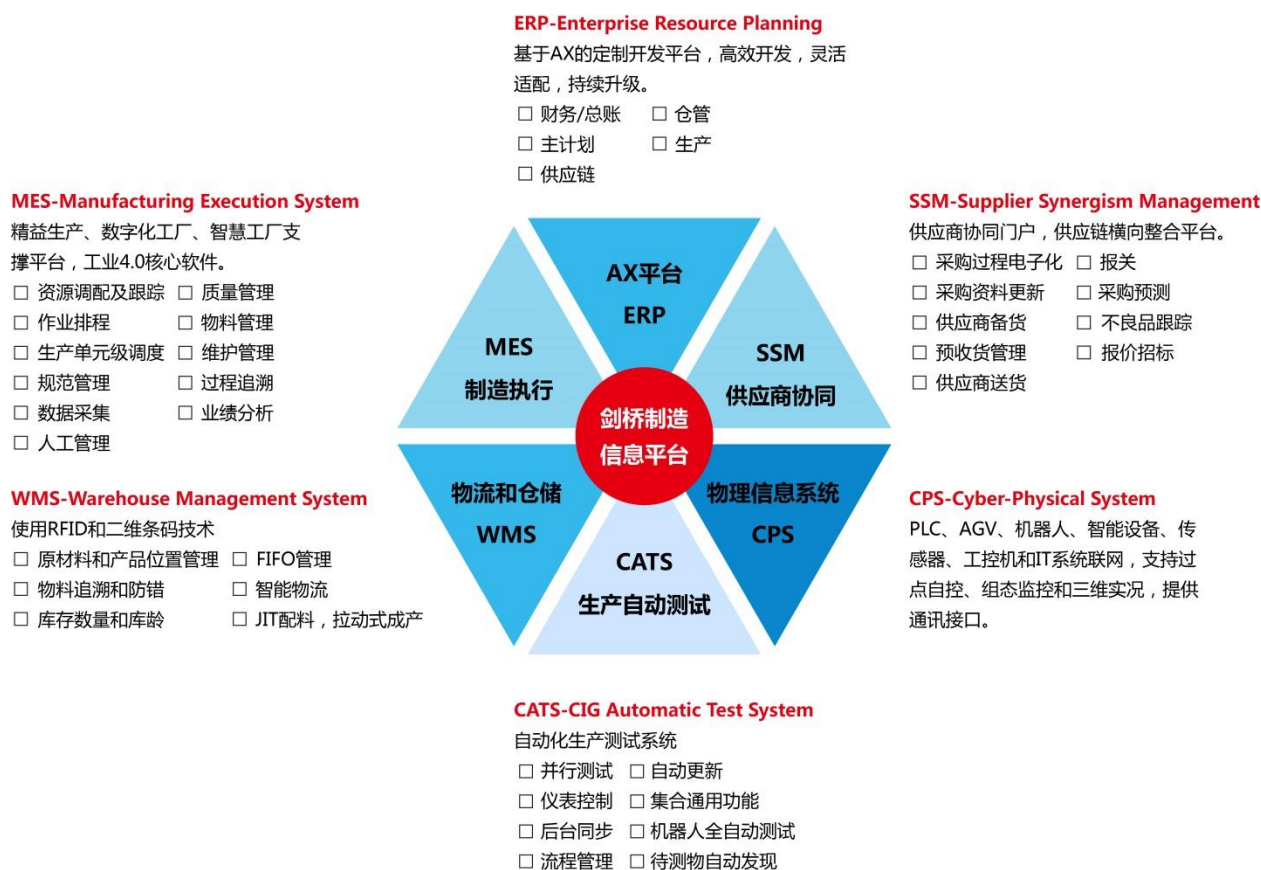 ERP-Enterprise Resource Planning
基于AX的定制开发平台，高效开发，灵活
适配，持续升级。
□ 财务/总账 □ 仓管
□ 主计划 □ 生产
□ 供应链
MES-Manufacturing Execution System
精益生产、数字化工厂、智慧工厂支
撑平台，工业4.0核心软件。
□ 资源调配及跟踪 □ 质量管理
□ 作业排程 □ 物料管理
□ 生产单元级调度 □ 维护管理
□ 规范管理 □ 过程追溯
□ 数据采集 □ 业绩分析
□ 人工管理
SSM-Supplier Synergism Management
供应商协同门户，供应链横向整合平台。
□ 采购过程电子化 □ 报关
□ 采购资料更新 □ 采购预测
□ 供应商备货 □ 不良品跟踪
□ 预收货管理 □ 报价招标
□ 供应商送货
AX平台
ERP
MES
制造执行
SSM
供应商协同
剑桥制造
信息平台
物流和仓储
WMS
物理信息系统
CPS
CATS
生产自动测试
WMS-Warehouse Management System
使用RFID和二维条码技术
□ 原材料和产品位置管理 □ FIFO管理
□ 物料追溯和防错 □ 智能物流
□ 库存数量和库龄 □ JIT配料，拉动式成产
CPS-Cyber-Physical System
PLC、AGV、机器人、智能设备、传
感器、工控机和IT系统联网，支持过
点自控、组态监控和三维实况，提供
通讯接口。
CATS-CIG Automatic Test System
自动化生产测试系统
□ 并行测试 □ 自动更新
□ 仪表控制 □ 集合通用功能
□ 后台同步 □ 机器人全自动测试
□ 流程管理 □ 待测物自动发现